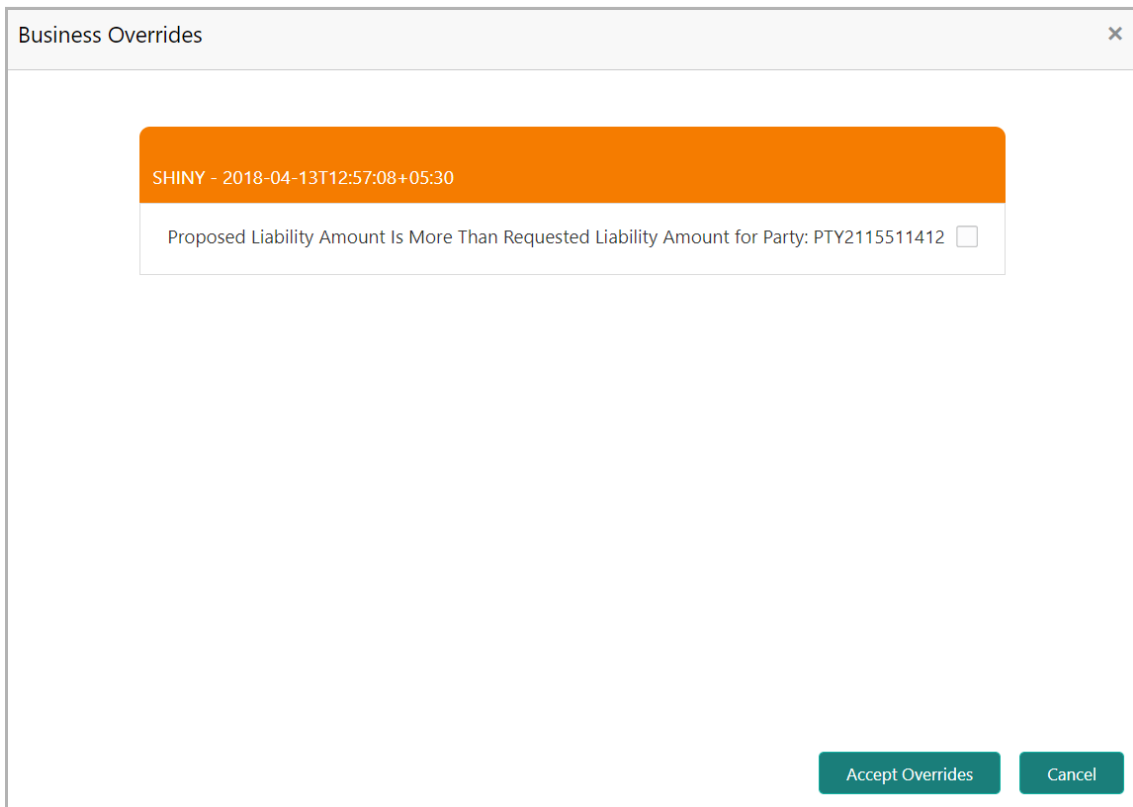 Business Overrides
SHINY - 2018-04-13T12:57:08+05:30
Proposed Liability Amount Is More Than Requested Liability Amount for Party: PTY2115511412
Accept Overrides
Cancel